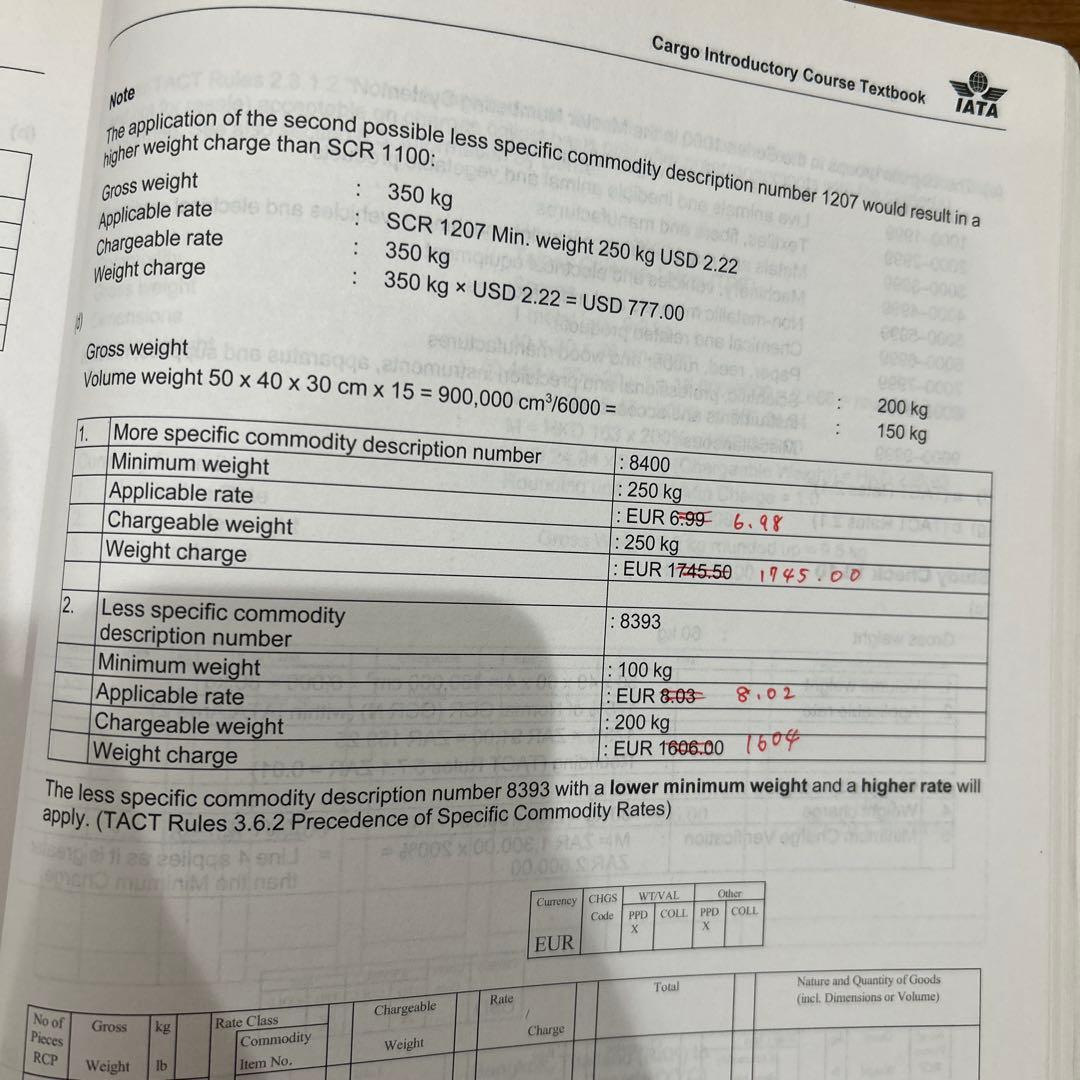 Cargo Introductory Course Textbook
IATA
Note
The application of the second possible less specific commodity description number 1207 would result in a
higher weight charge than SCR 1100:
Gross weight : 350 kg
Applicable rate : SCR 1207 Min. weight 250 kg USD 2.22
Chargeable rate : 350 kg
Weight charge : 350 kg × USD 2.22 = USD 777.00
(d)
Gross weight : 200 kg
Volume weight 50 x 40 x 30 cm x 15 = 900,000 cm³/6000 = : 150 kg
1. More specific commodity description number : 8400
Minimum weight : 250 kg
Applicable rate : EUR 6.99 6.98
Chargeable weight : 250 kg
Weight charge : EUR 1745.50 1745.00
2. Less specific commodity
description number : 8393
Minimum weight : 100 kg
Applicable rate : EUR 8.03 8.02
Chargeable weight : 200 kg
Weight charge : EUR 1606.00 1604
The less specific commodity description number 8393 with a lower minimum weight and a higher rate will
apply. (TACT Rules 3.6.2 Precedence of Specific Commodity Rates)
Currency CHGS WT/VAL Other
Code PPD COLL PPD COLL
X X
EUR
No of
Pieces
RCP
Gross
Weight
kg
lb
Rate Class
Commodity
Item No.
Chargeable
Weight
Rate
/
Charge
Total
Nature and Quantity of Goods
(incl. Dimensions or Volume)